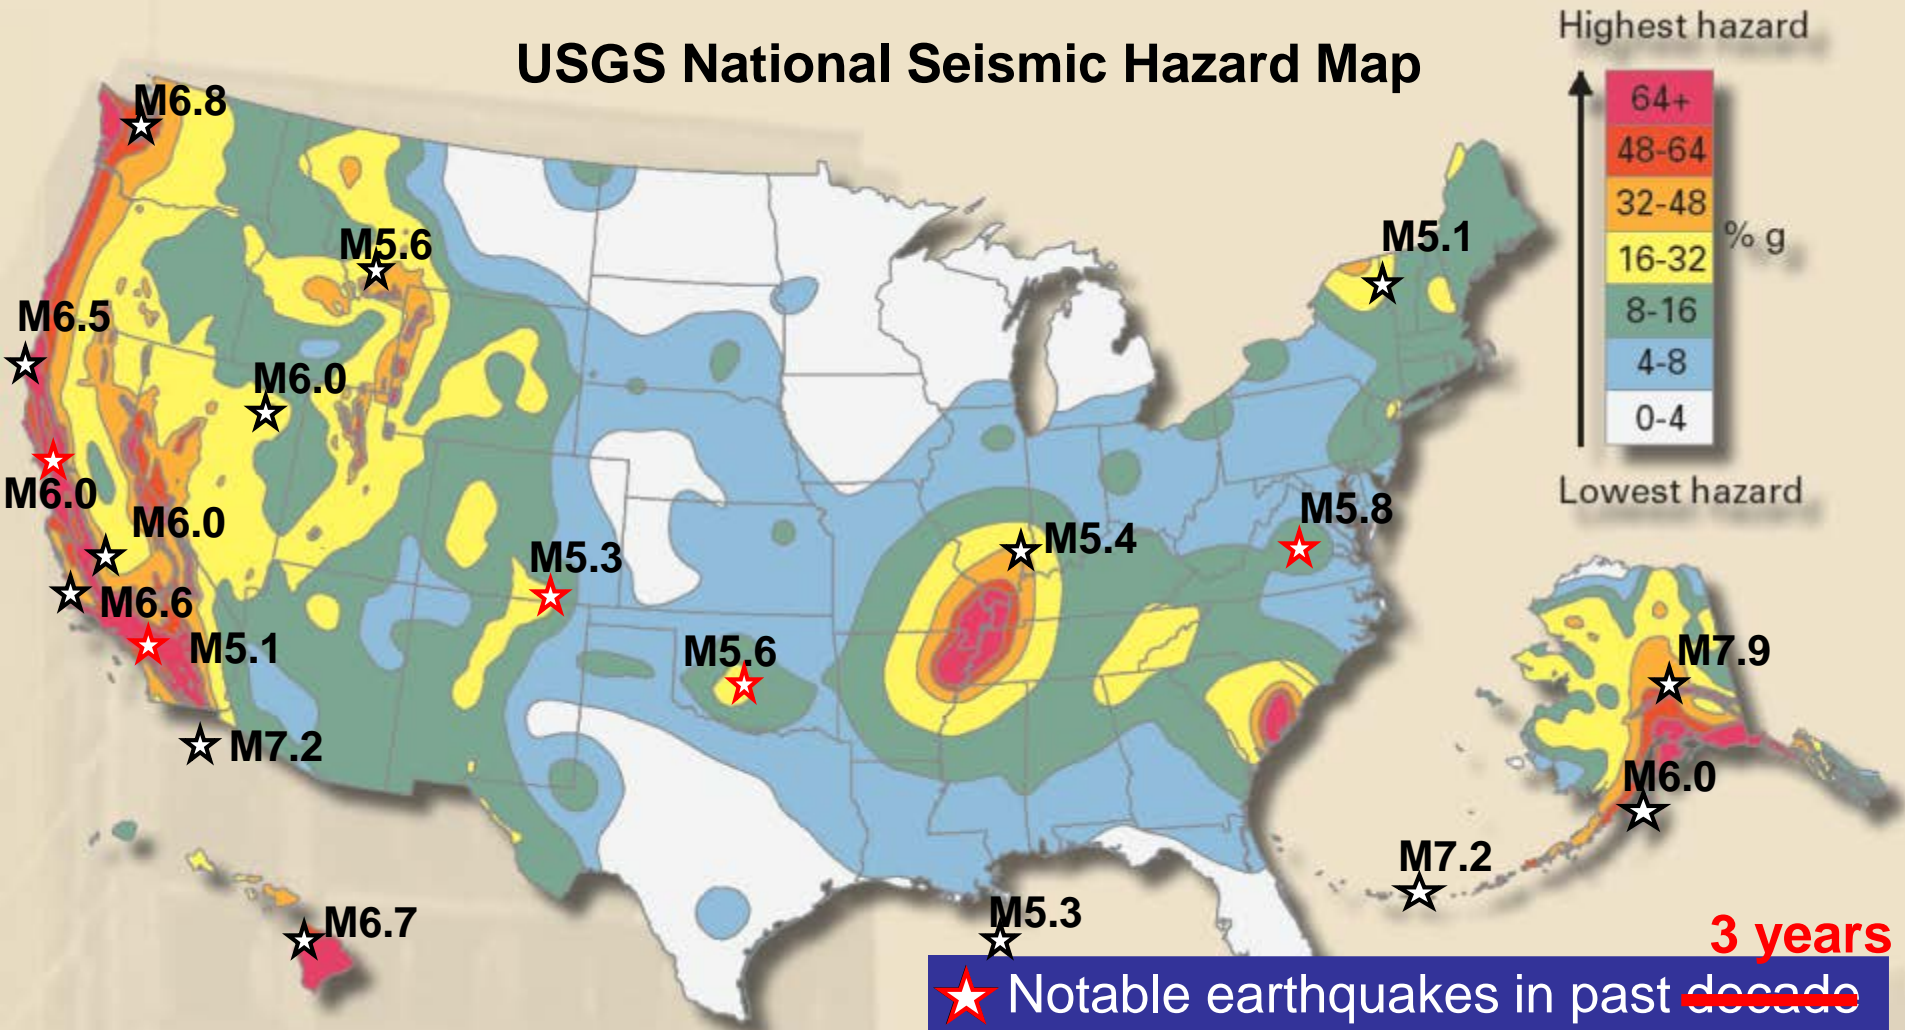 USGS National Seismic Hazard Map
Highest hazard
64+
48-64
32-48
16-32
8-16
4-8
0-4
% g
Lowest hazard
M6.8
M5.6
M5.1
M6.5
M6.0
M6.0
M6.0
M5.8
M5.4
M5.3
M6.6
M5.1
M5.6
M7.9
M7.2
M6.0
M7.2
M6.7
M5.3
3 years
Notable earthquakes in past decade